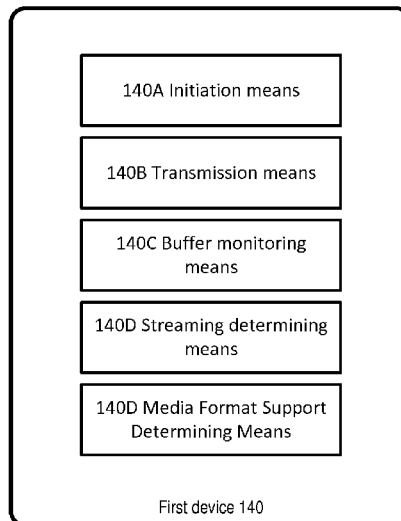 140A Initiation means
140B Transmission means
140C Buffer monitoring
means
140D Streaming determining
means
140D Media Format Support
Determining Means
First device 140